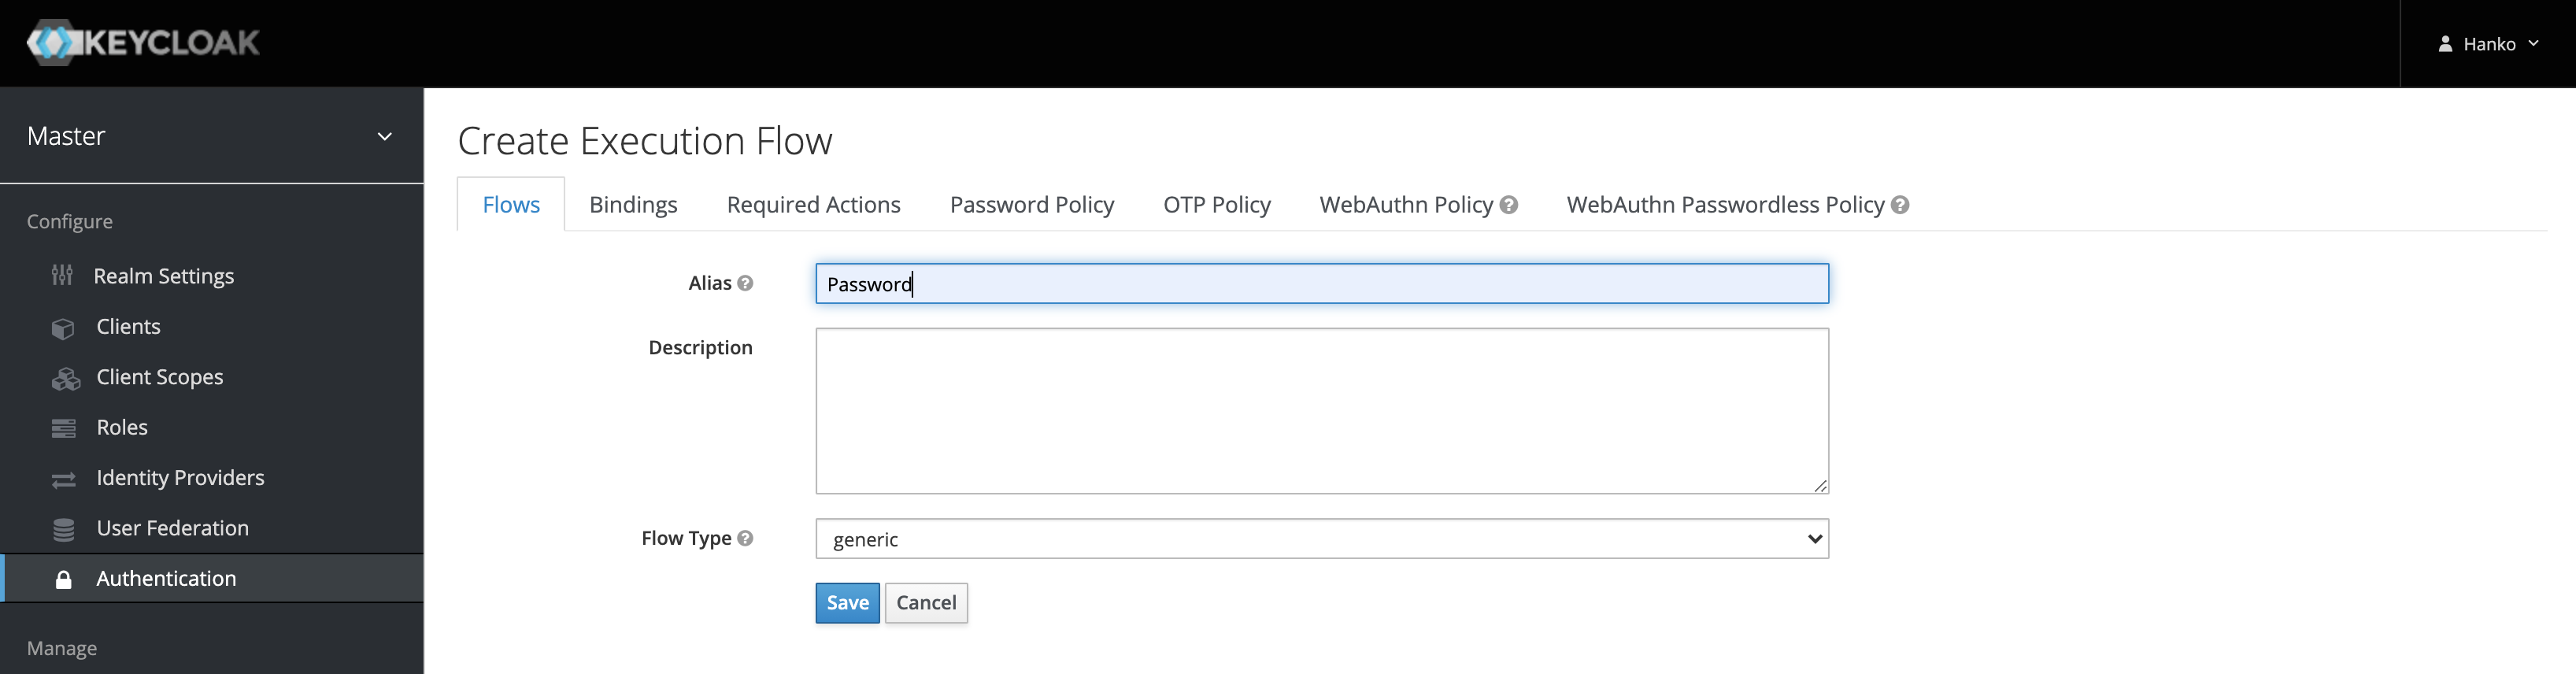 KEYCLOAK
Hanko
Master
Configure
Realm Settings
Clients
Client Scopes
Roles
Identity Providers
User Federation
Authentication
Manage
Create Execution Flow
Flows Bindings Required Actions Password Policy OTP Policy WebAuthn Policy ? WebAuthn Passwordless Policy ?
Alias ? Password
Description
Flow Type ? generic
Save Cancel